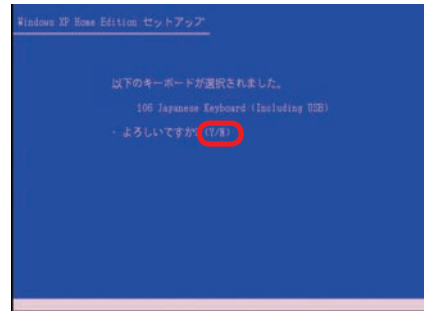 Windows XP Home Edition セットアップ
以下のキーボードが選択されました。
106 Japanese Keyboard (Including USB)
・よろしいですか? (Y/N)